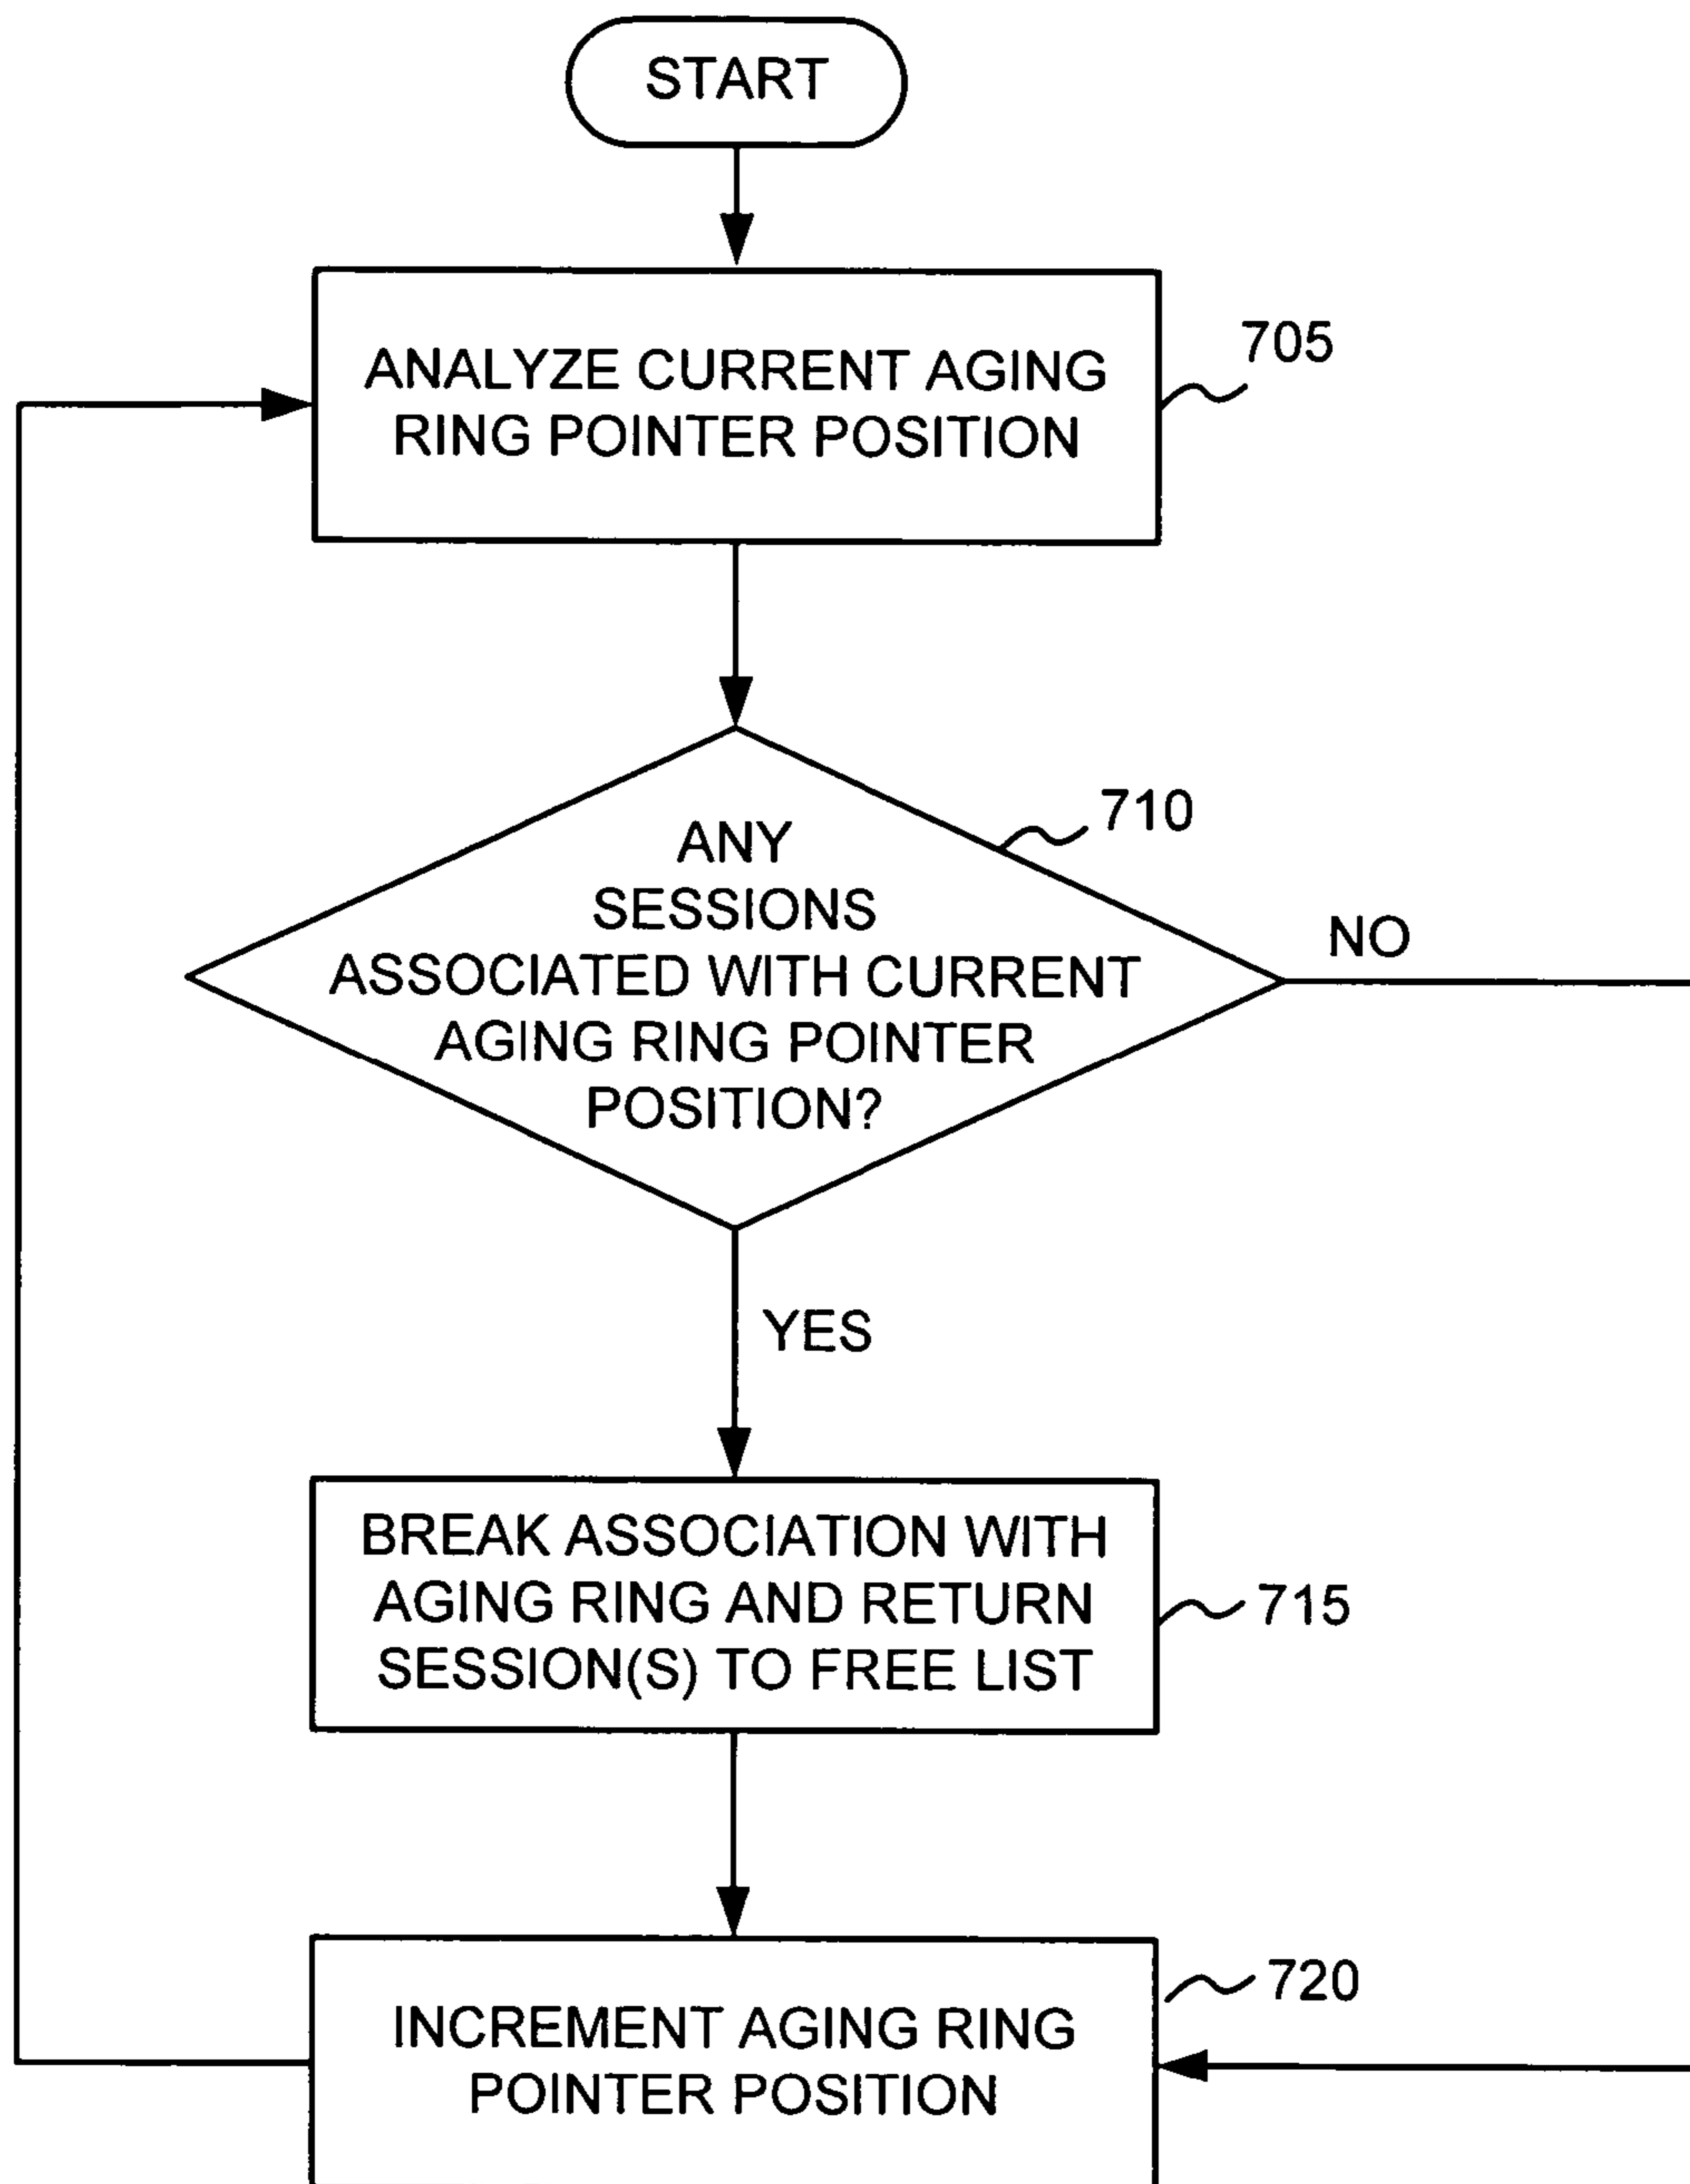 START
ANALYZE CURRENT AGING
RING POINTER POSITION
705
ANY
SESSIONS
ASSOCIATED WITH CURRENT
AGING RING POINTER
POSITION?
710
NO
YES
BREAK ASSOCIATION WITH
AGING RING AND RETURN
SESSION(S) TO FREE LIST
715
INCREMENT AGING RING
POINTER POSITION
720